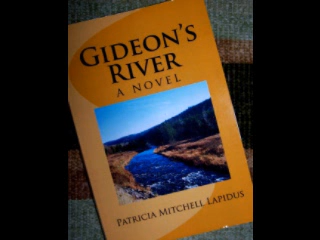 GIDEON'S
RIVER
A NOVEL
PATRICIA MITCHELL LAPIDUS